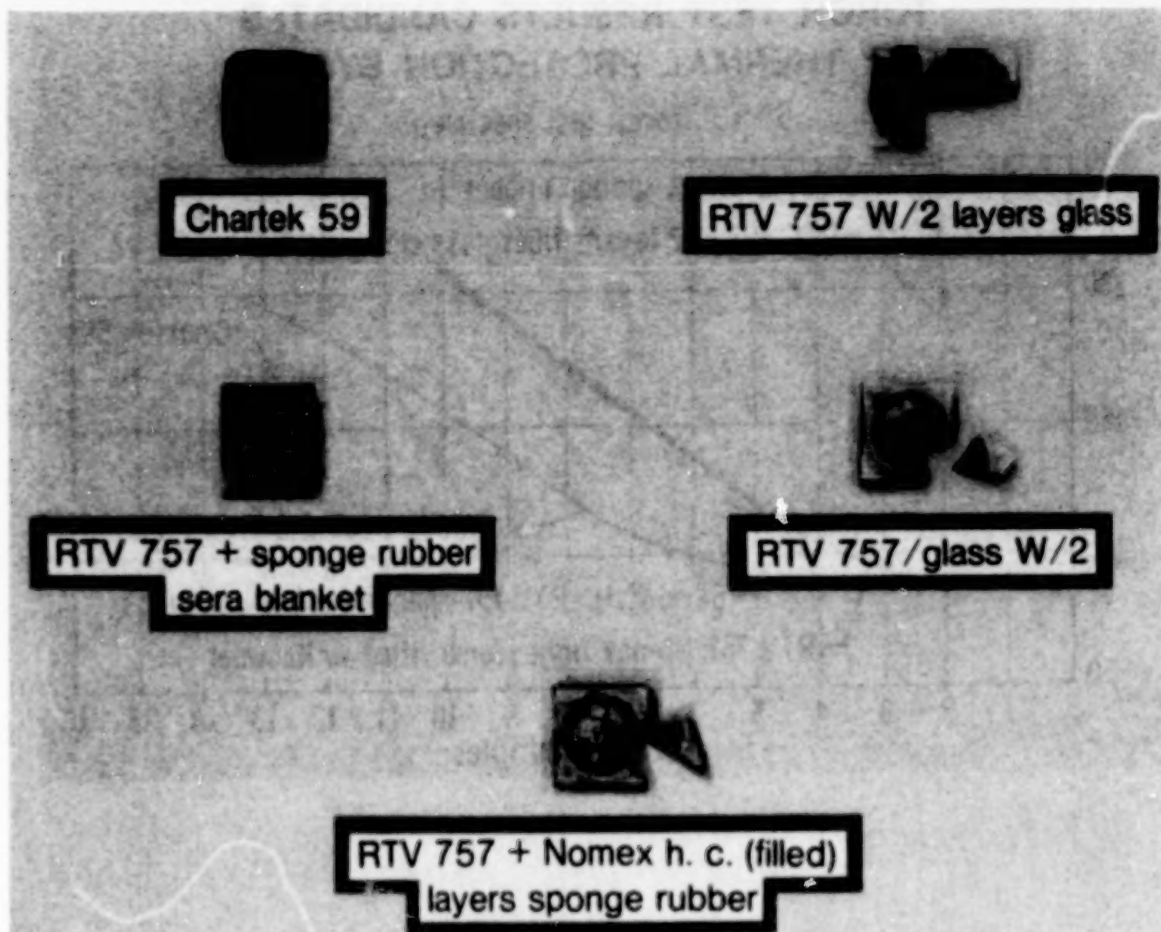 Chartek 59
RTV 757 W/2 layers glass
RTV 757 + sponge rubber
sera blanket
RTV 757/glass W/2
RTV 757 + Nomex h. c. (filled)
layers sponge rubber